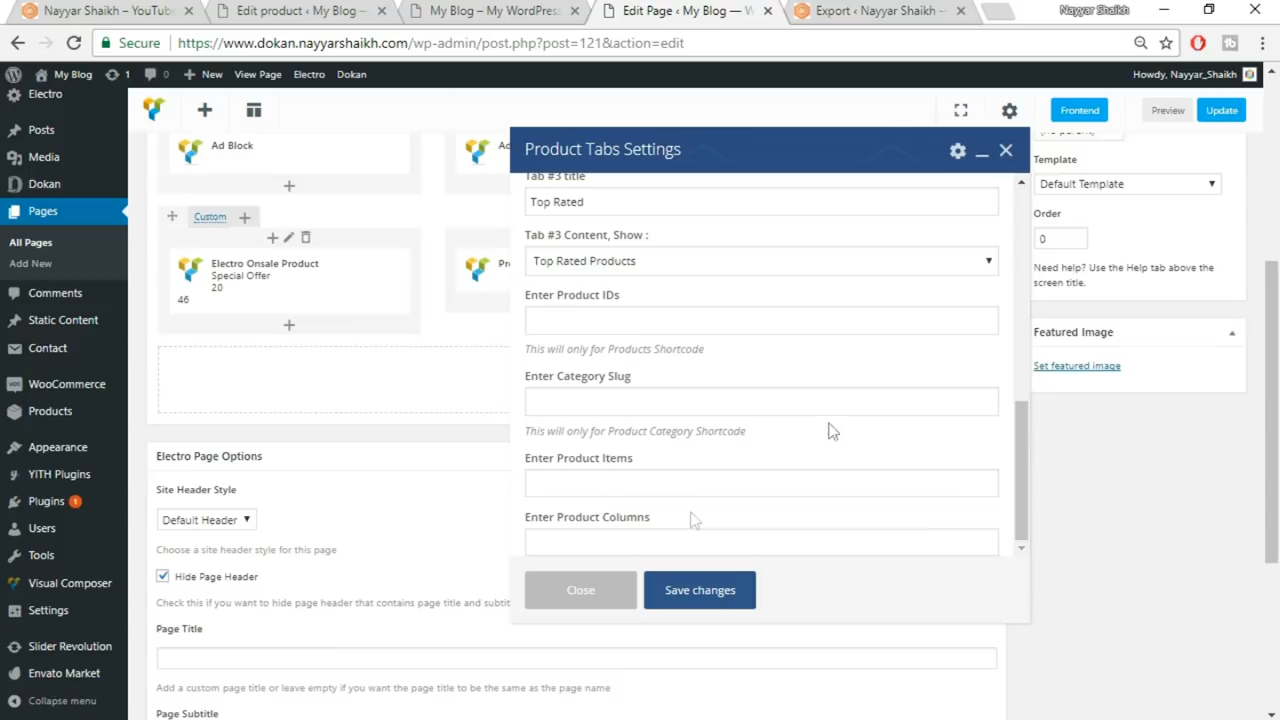 Nayyar Shaikh – YouTub
Edit product ‹ My Blog –
My Blog – My WordPress
Edit Page ‹ My Blog — W
Export ‹ Nayyar Shaikh —
Nayyar Shaikh
Secure
https://www.dokan.nayyarshaikh.com/wp-admin/post.php?post=121&action=edit
My Blog
1
0
New
View Page
Electro
Dokan
Howdy, Nayyar_Shaikh
Electro
Posts
Media
Dokan
Pages
All Pages
Add New
Comments
Static Content
Contact
WooCommerce
Products
Appearance
YITH Plugins
Plugins 1
Users
Tools
Visual Composer
Settings
Slider Revolution
Envato Market
Collapse menu
Frontend
Preview
Update
Ad Block
Custom
Electro Onsale Product
Special Offer
20
46
Electro Page Options
Site Header Style
Default Header
Choose a site header style for this page
Hide Page Header
Check this if you want to hide page header that contains page title and subtit
Page Title
Add a custom page title or leave empty if you want the page title to be the same as the page name
Page Subtitle
Product Tabs Settings
Tab #3 title
Top Rated
Tab #3 Content, Show :
Top Rated Products
Enter Product IDs
This will only for Products Shortcode
Enter Category Slug
This will only for Product Category Shortcode
Enter Product Items
Enter Product Columns
Close
Save changes
Template
Default Template
Order
0
Need help? Use the Help tab above the
screen title.
Featured Image
Set featured image